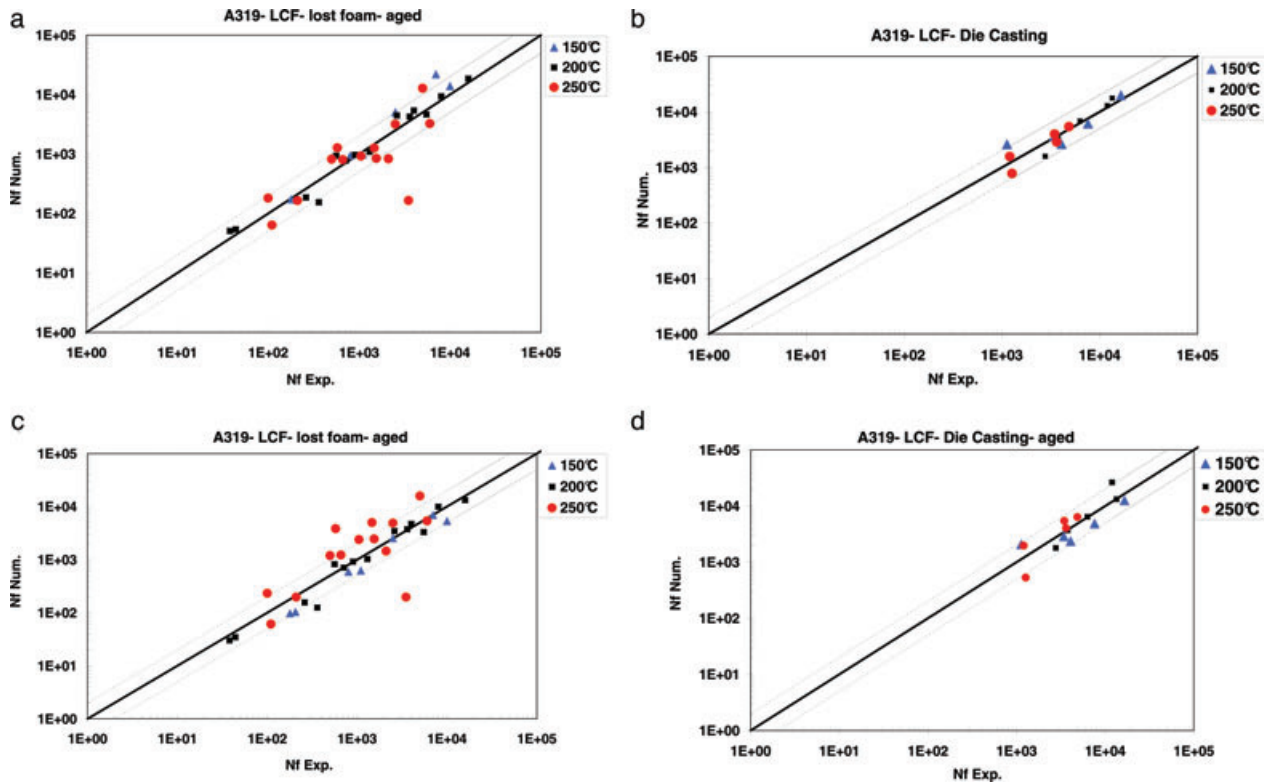 a
A319- LCF- lost foam- aged
1E+05
1E+04
1E+03
1E+02
1E+01
1E+00
Nf Num.
1E+00 1E+01 1E+02 1E+03 1E+04 1E+05
Nf Exp.
150°C
200°C
250°C
b
A319- LCF- Die Casting
1E+05
1E+04
1E+03
1E+02
1E+01
1E+00
Nf Num.
1E+00 1E+01 1E+02 1E+03 1E+04 1E+05
Nf Exp.
150°C
200°C
250°C
c
A319- LCF- lost foam- aged
1E+05
1E+04
1E+03
1E+02
1E+01
1E+00
Nf Num.
1E+00 1E+01 1E+02 1E+03 1E+04 1E+05
Nf Exp.
150°C
200°C
250°C
d
A319- LCF- Die Casting- aged
1E+05
1E+04
1E+03
1E+02
1E+01
1E+00
Nf Num.
1E+00 1E+01 1E+02 1E+03 1E+04 1E+05
Nf Exp.
150°C
200°C
250°C